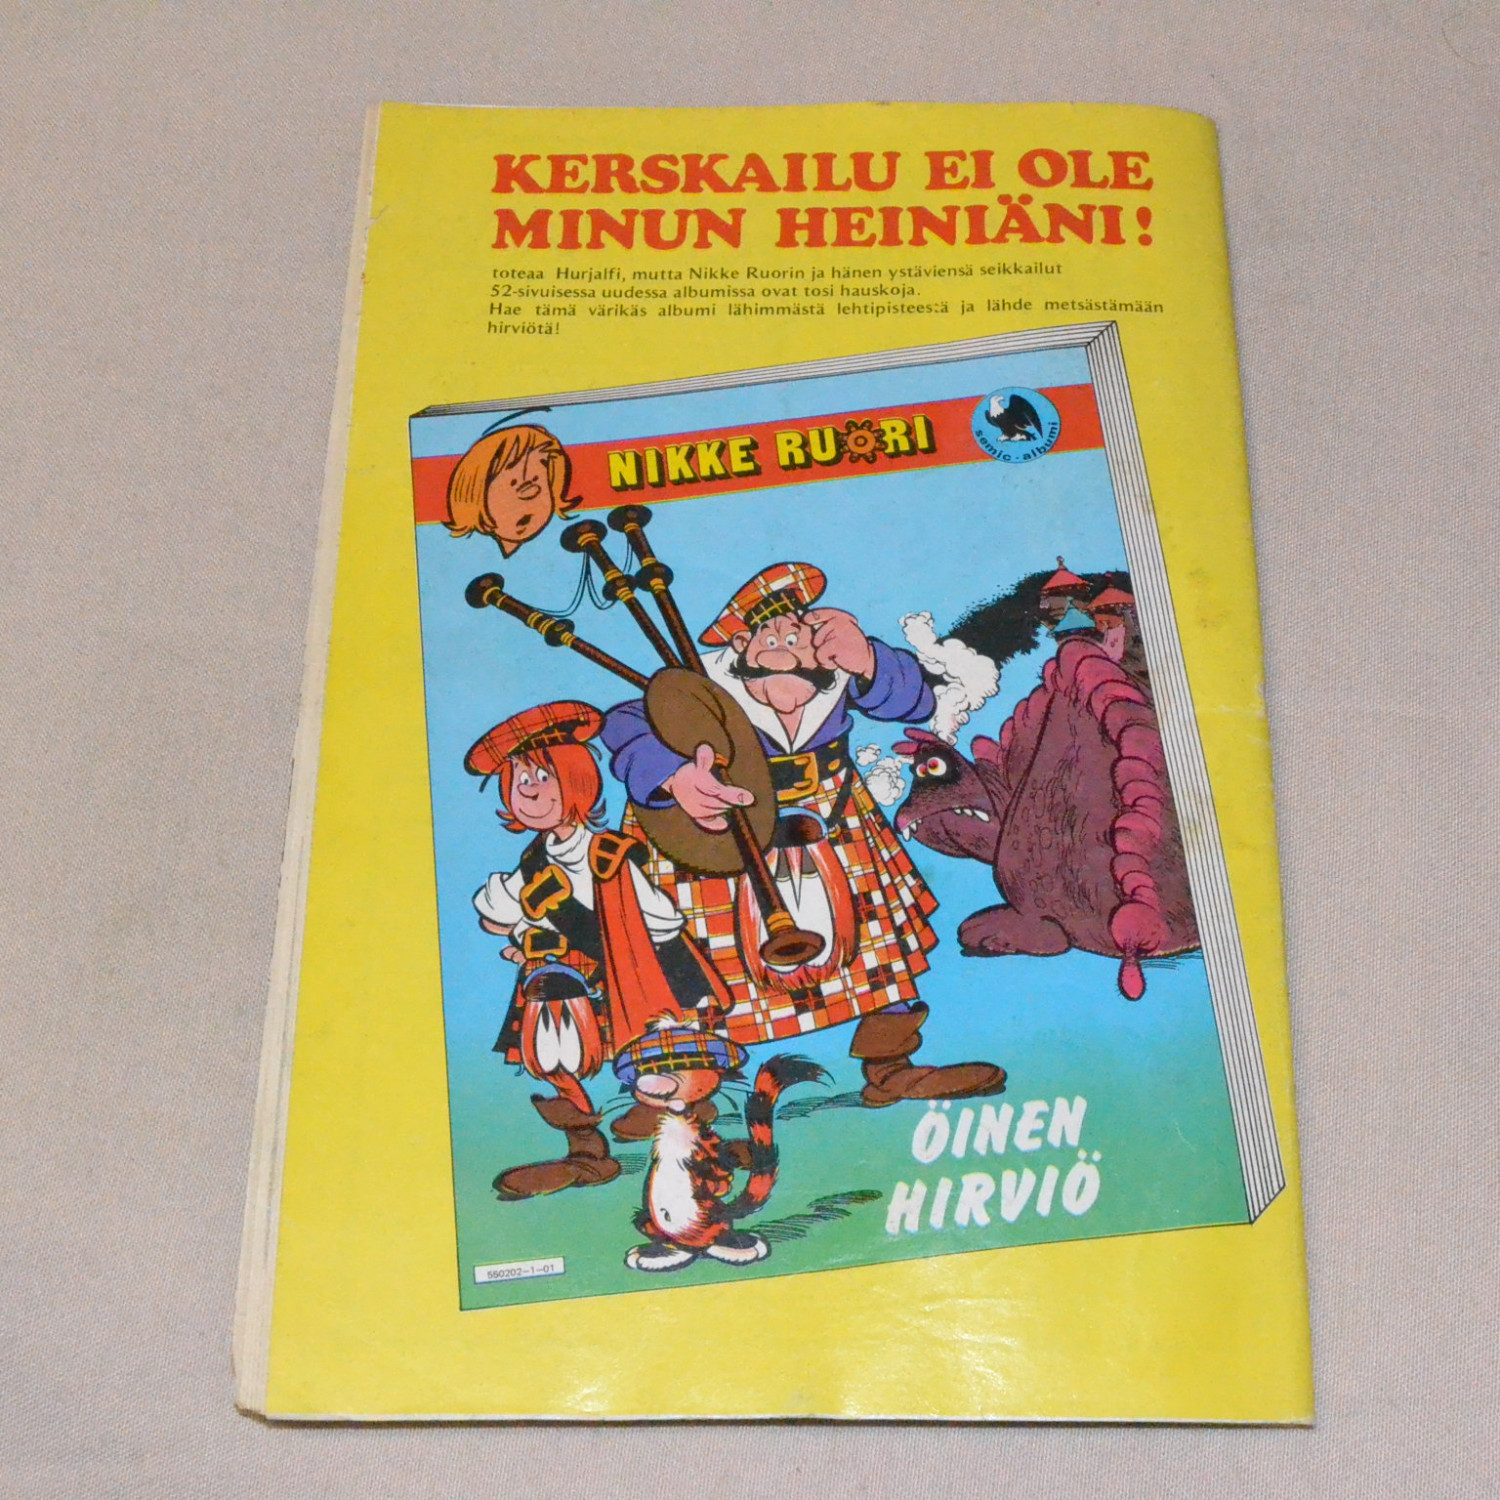 KERSKAILU EI OLE
MINUN HEINIÄNI!
toteaa Hurjalfi, mutta Nikke Ruorin ja hänen ystäviensä seikkailut
52-sivuisessa uudessa albumissa ovat tosi hauskoja.
Hae tämä värikäs albumi lähimmästä lehtipisteestä ja lähde metsästämään
hirviötä!
NIKKE RUORI
semic-albumi
ÖINEN
HIRVIÖ
550202-1-01